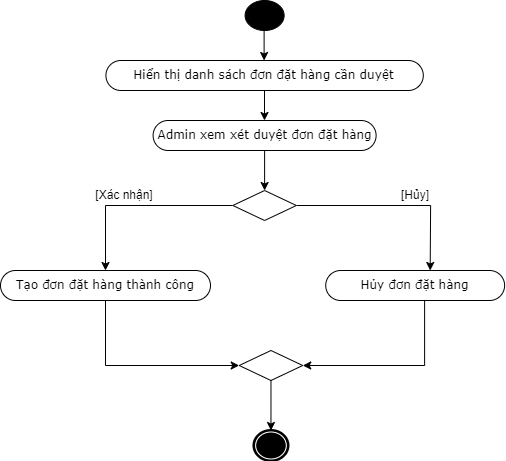 Hiển thị danh sách đơn đặt hàng cần duyệt
Admin xem xét duyệt đơn đặt hàng
[Xác nhận]
[Hủy]
Tạo đơn đặt hàng thành công
Hủy đơn đặt hàng